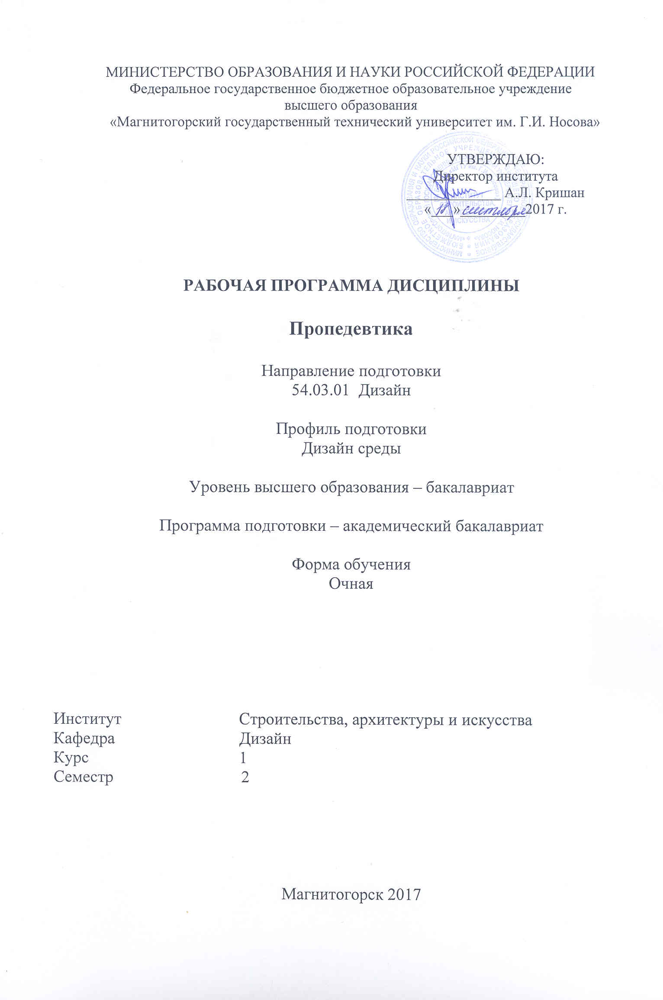 МИНИСТЕРСТВО ОБРАЗОВАНИЯ И НАУКИ РОССИЙСКОЙ ФЕДЕРАЦИИ
Федеральное государственное бюджетное образовательное учреждение
высшего образования
«Магнитогорский государственный технический университет им. Г.И. Носова»
УТВЕРЖДАЮ:
Директор института
А.Л. Кришан
«18» сентября 2017 г.
РАБОЧАЯ ПРОГРАММА ДИСЦИПЛИНЫ
Пропедевтика
Направление подготовки
54.03.01 Дизайн
Профиль подготовки
Дизайн среды
Уровень высшего образования – бакалавриат
Программа подготовки – академический бакалавриат
Форма обучения
Очная
Институт Строительства, архитектуры и искусства
Кафедра Дизайн
Курс 1
Семестр 2
Магнитогорск 2017